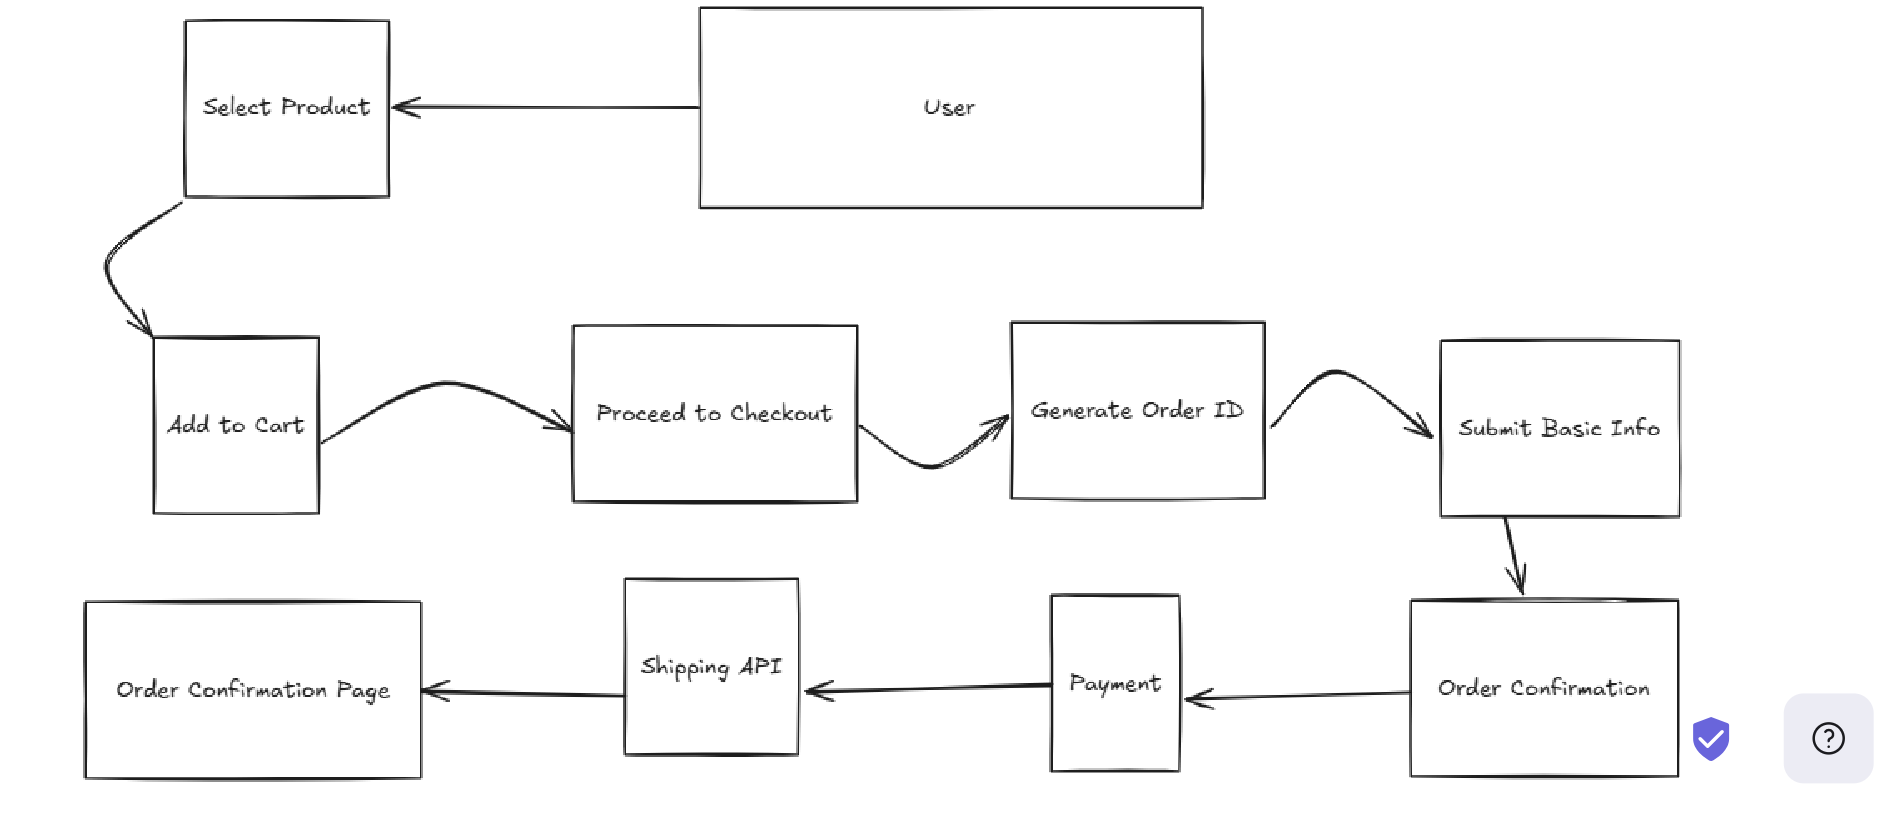 Select Product
User
Add to Cart
Proceed to Checkout
Generate Order ID
Submit Basic Info
Order Confirmation
Payment
Shipping API
Order Confirmation Page
?